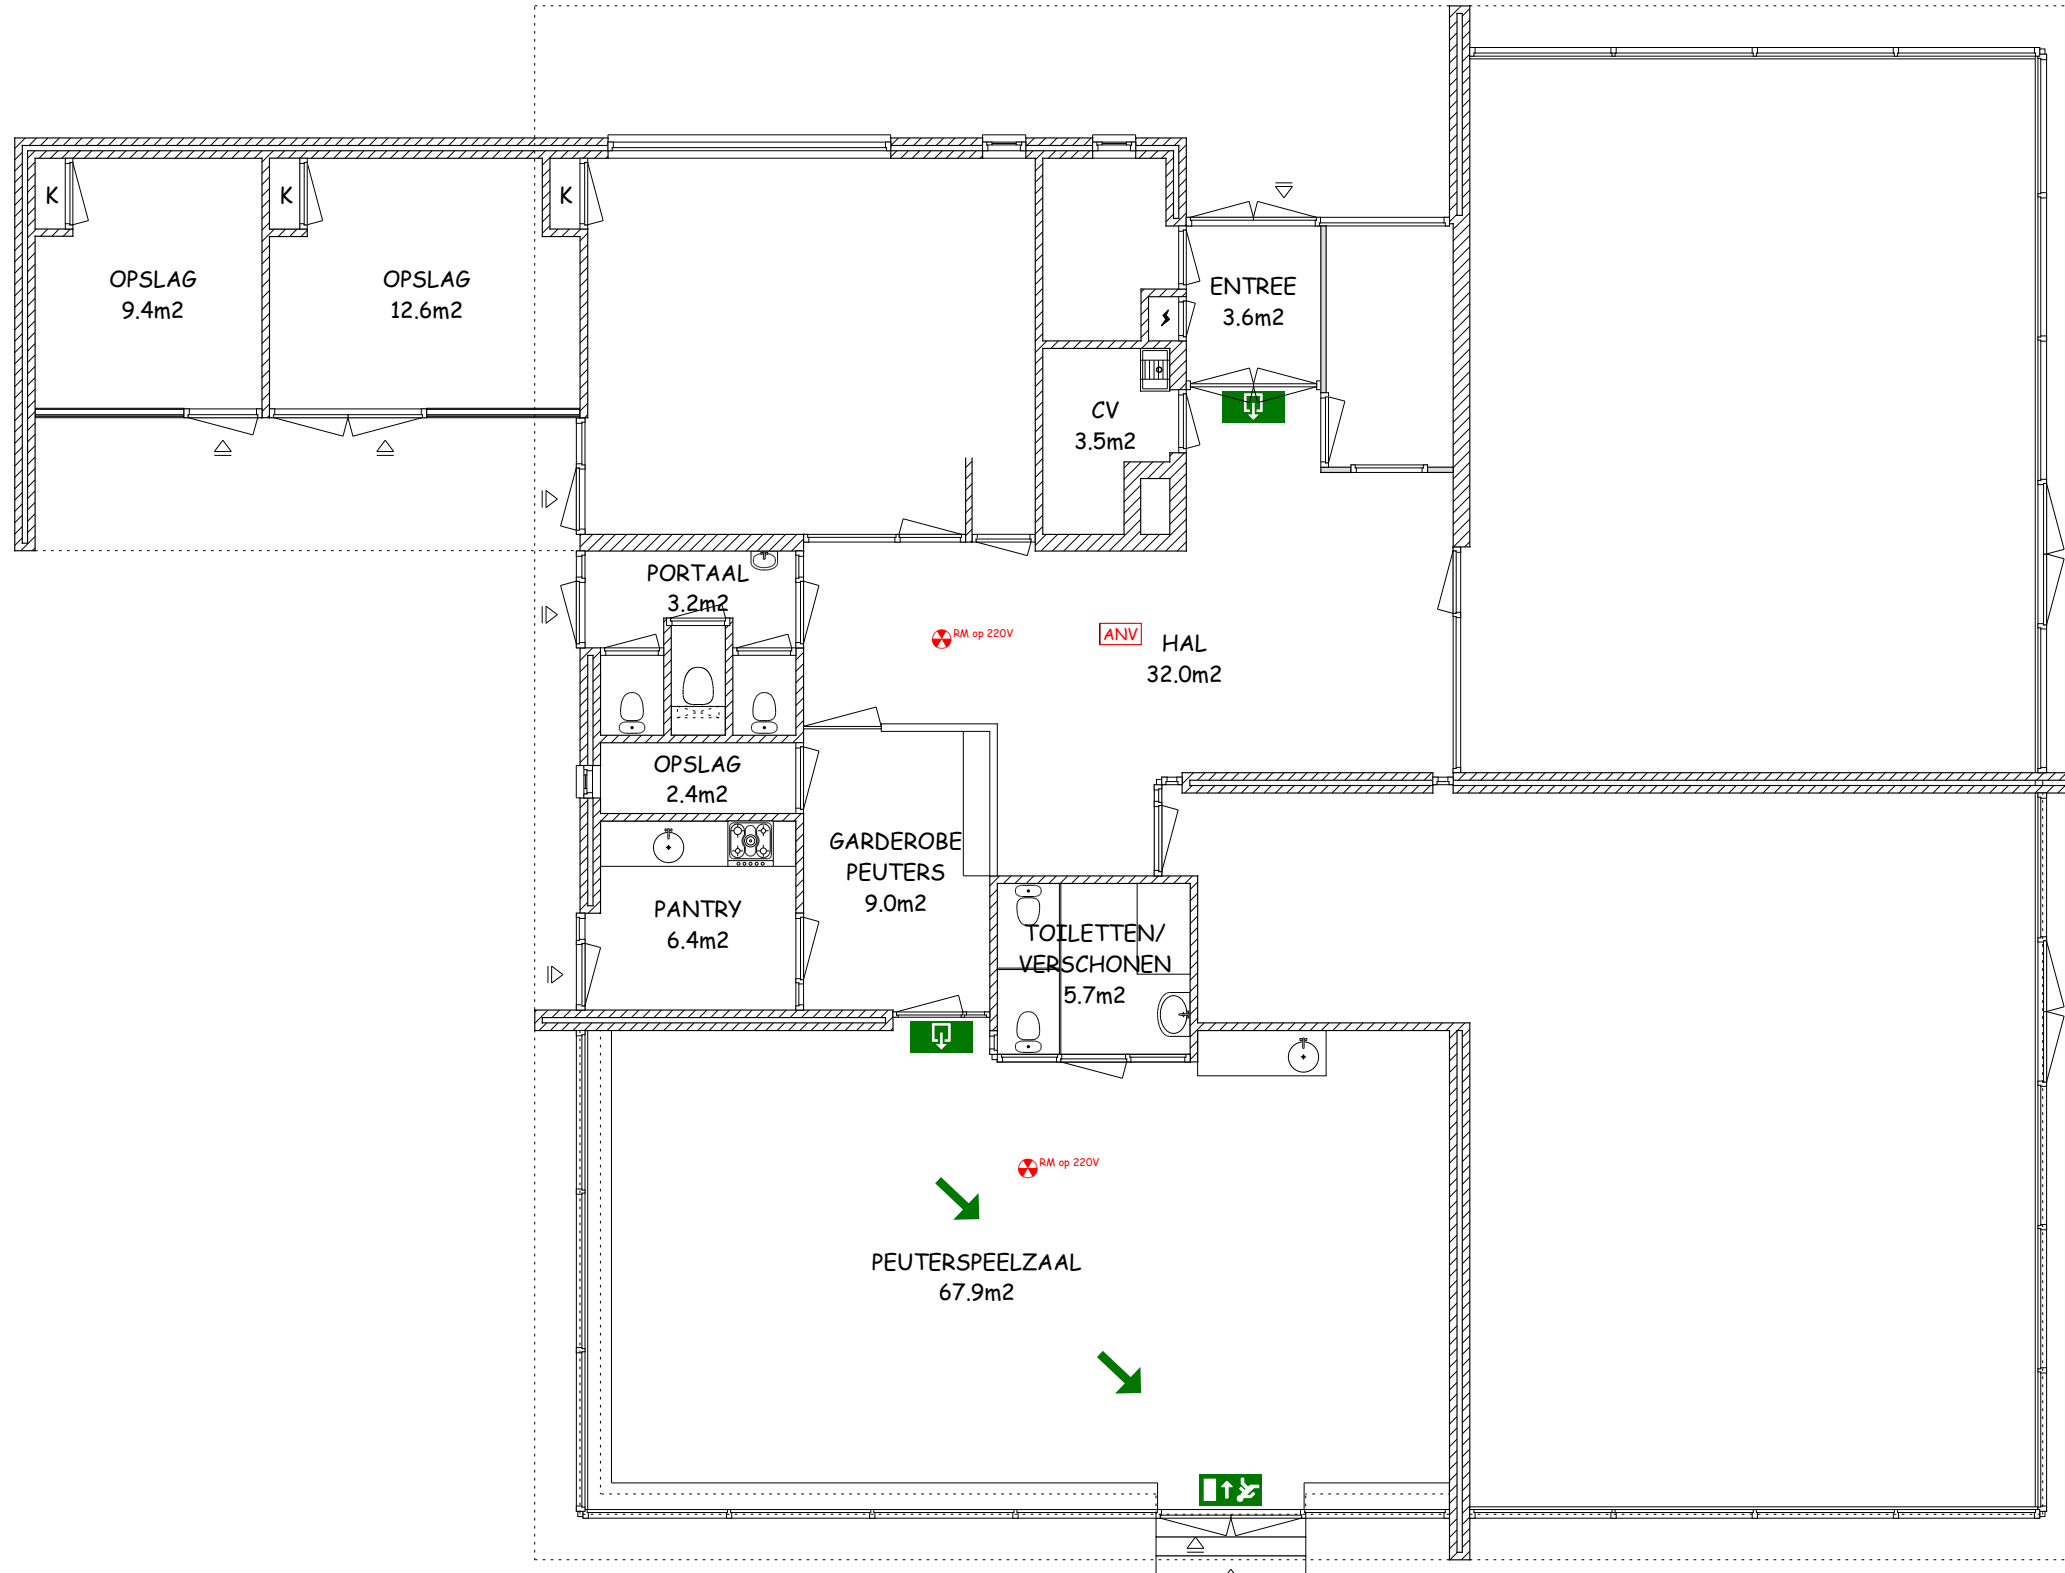 K
K
K
OPSLAG
9.4m2
OPSLAG
12.6m2
ENTREE
3.6m2
CV
3.5m2
PORTAAL
3.2m2
RM op 220V
ANV
HAL
32.0m2
OPSLAG
2.4m2
GARDEROBE
PEUTERS
9.0m2
PANTRY
6.4m2
TOILETTEN/
VERSCHONEN
5.7m2
RM op 220V
PEUTERSPEELZAAL
67.9m2